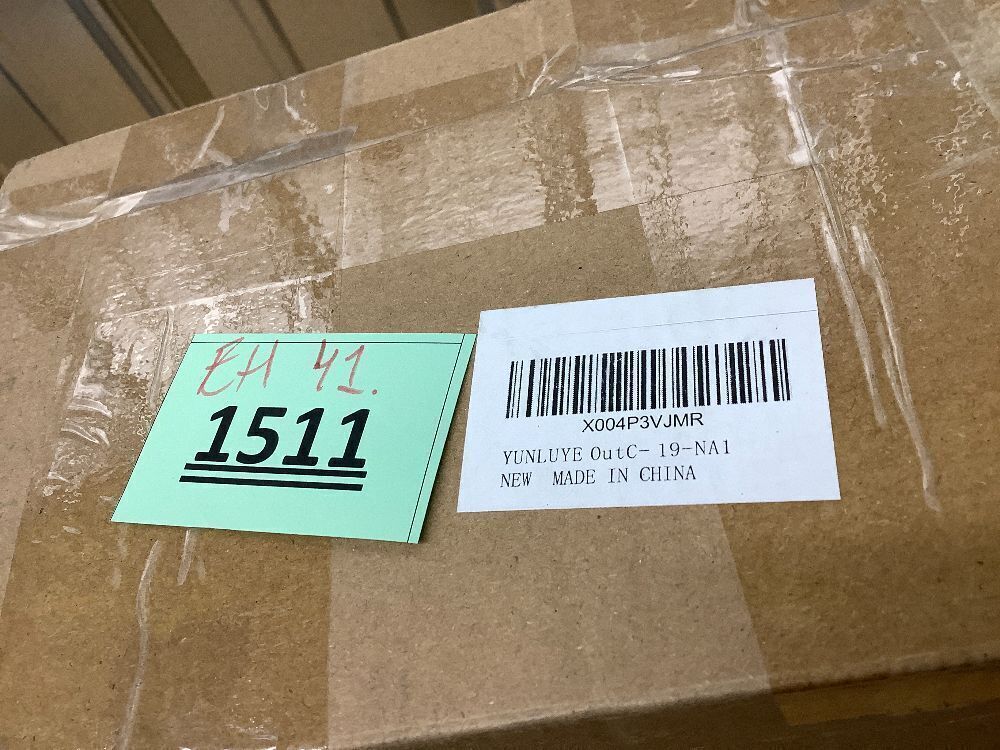 EH 41.
1511
X004P3VJMR
YUNLUYE OutC- 19-NA1
NEW MADE IN CHINA